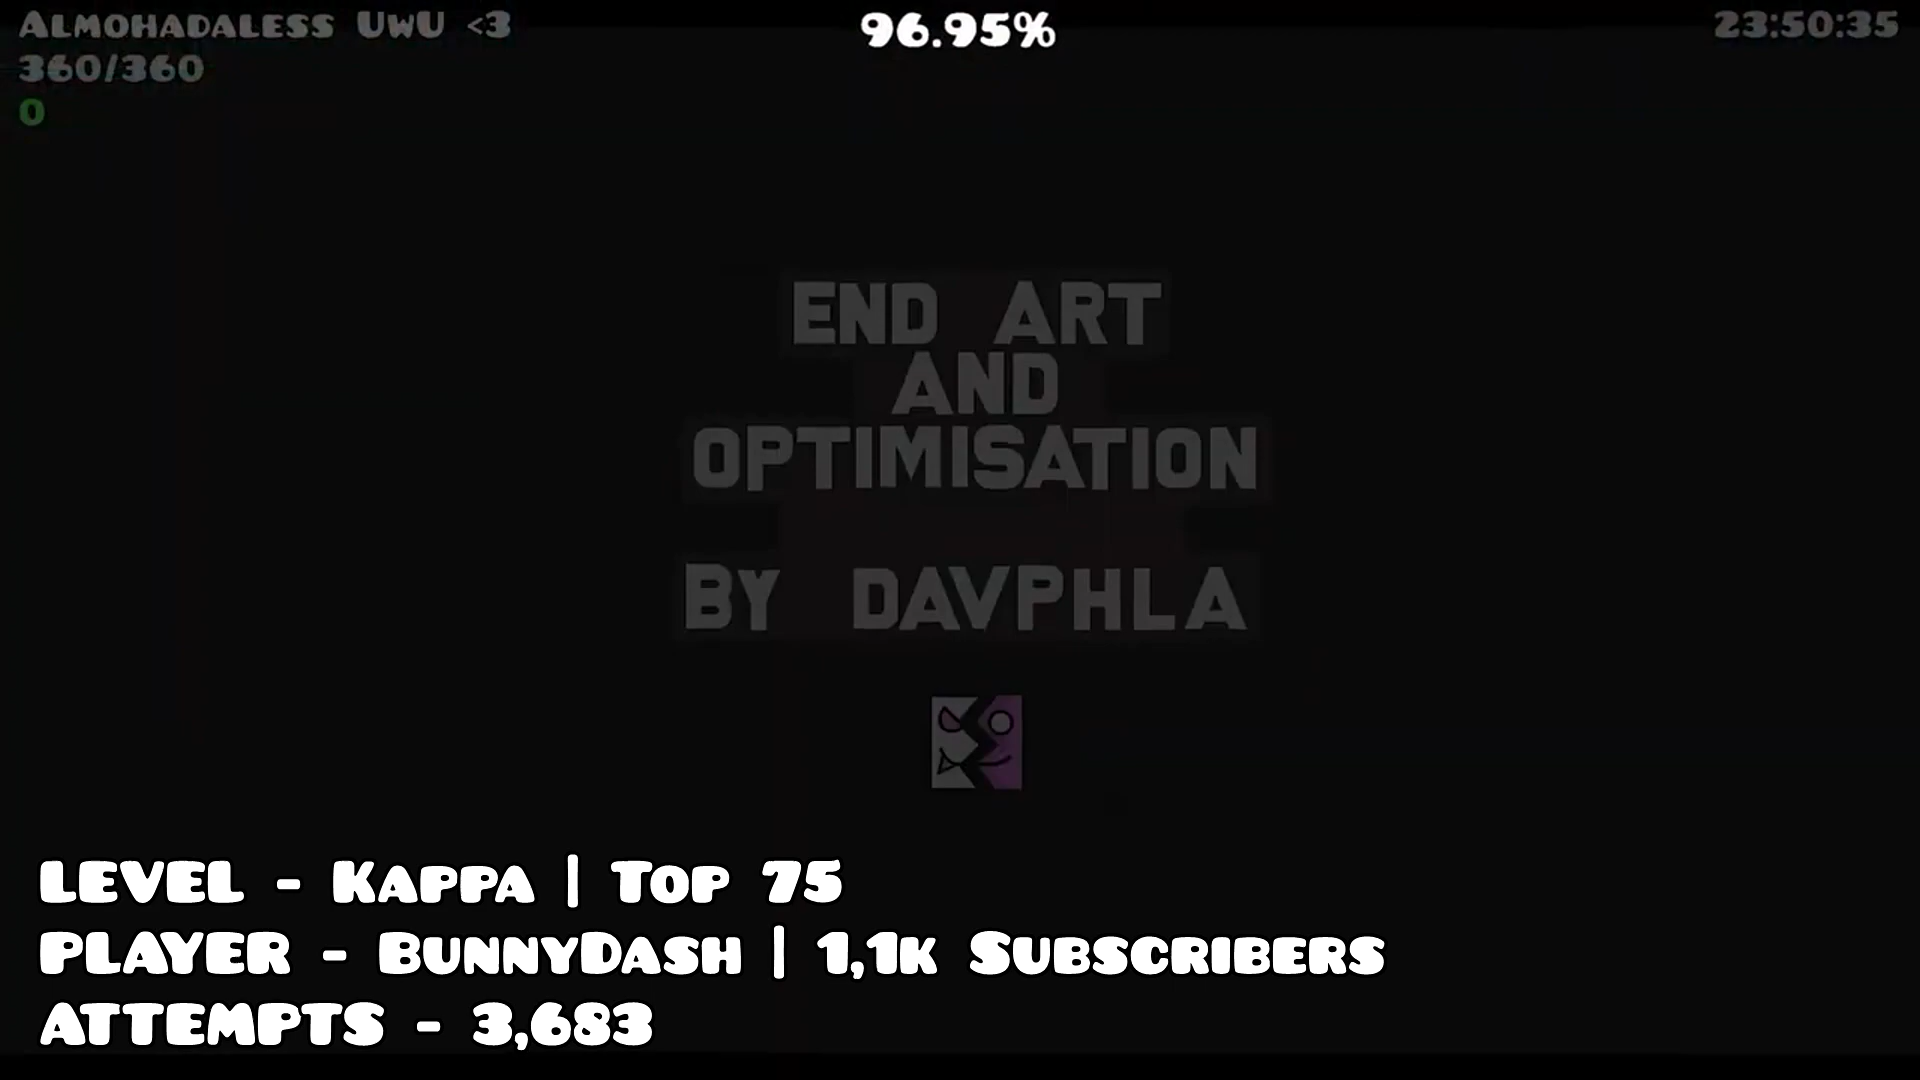 Almohadaless UwU <3
96.95%
23:50:35
360/360
0
END ART
AND
OPTIMISATION
BY DAVPHLA
LEVEL - Kappa | Top 75
PLAYER - BunnyDash | 1,1k Subscribers
ATTEMPTS - 3,683